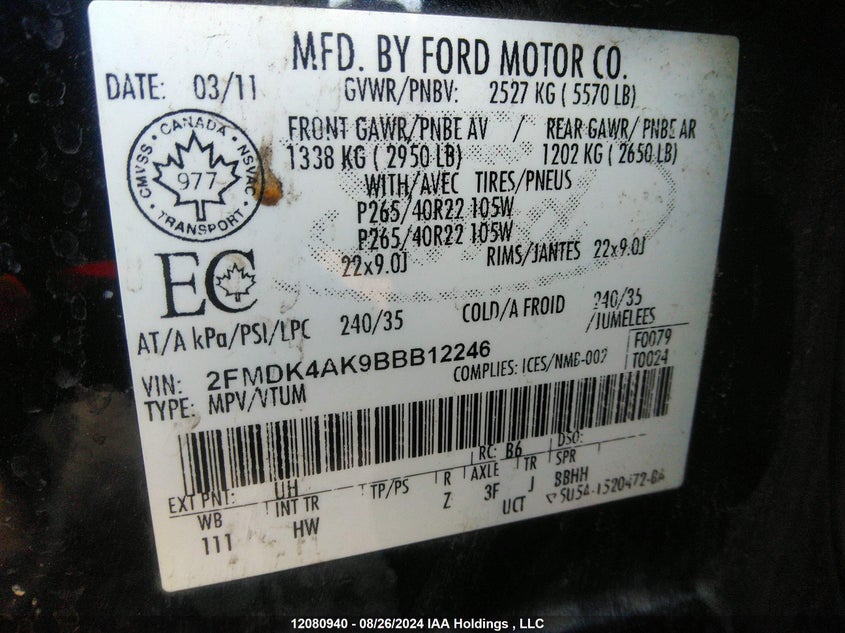 MFD. BY FORD MOTOR CO.
DATE: 03/11 GVWR/PNBV: 2527 KG ( 5570 LB)
FRONT GAWR/PNBE AV / REAR GAWR/ PNBE AR
1338 KG ( 2950 LB) 1202 KG ( 2650 LB)
WITH/AVEC TIRES/PNEUS
P265/40R22 105W
P265/40R22 105W
22x9.0J RIMS/JANTES 22x9.0J
CANADA
CMVSS NSVAC
977
TRANSPORT
EC
AT/A kPa/PSI/LPC 240/35 COLD/A FROID 240/35
/JUMELEES
VIN: 2FMDK4AK9BBB12246 F0079
TYPE: MPV/VTUM COMPLIES: ICES/NMB-002 T0024
RC: B6 DSO:
EXT PNT: UH TP/PS R AXLE TR SPR
WB INT TR Z 3F J BBHH
111 HW UCT
12080940 - 08/26/2024 IAA Holdings , LLC